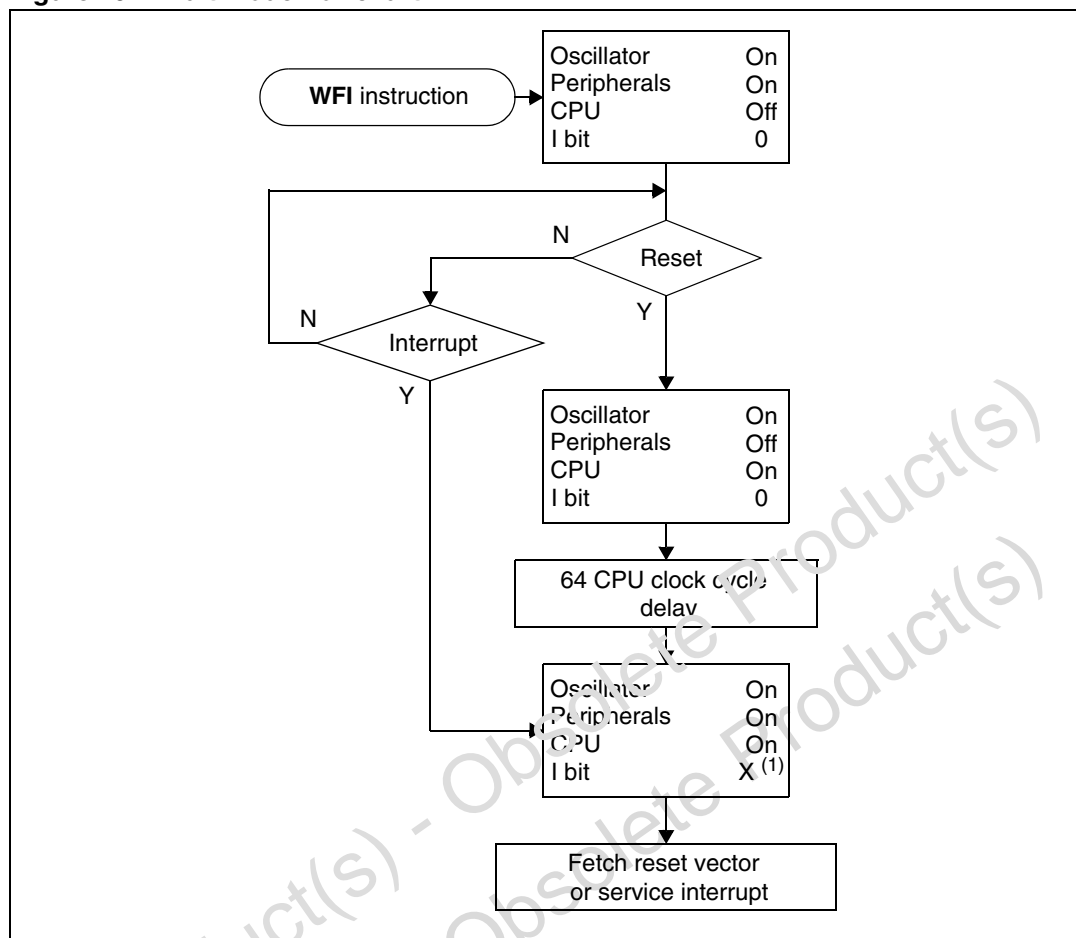 WFI instruction
Oscillator On
Peripherals On
CPU Off
I bit 0
N
Reset
Y
N
Interrupt
Y
Oscillator On
Peripherals Off
CPU On
I bit 0
64 CPU clock cycle
delay
Oscillator On
Peripherals On
CPU On
I bit X (1)
Fetch reset vector
or service interrupt
Obsolete Product(s)
uct(s) - Obsolete Product(s)